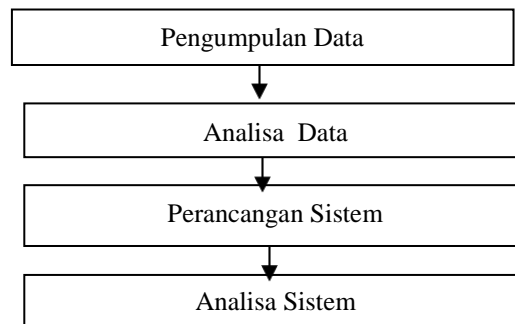 Pengumpulan Data
Analisa Data
Perancangan Sistem
Analisa Sistem